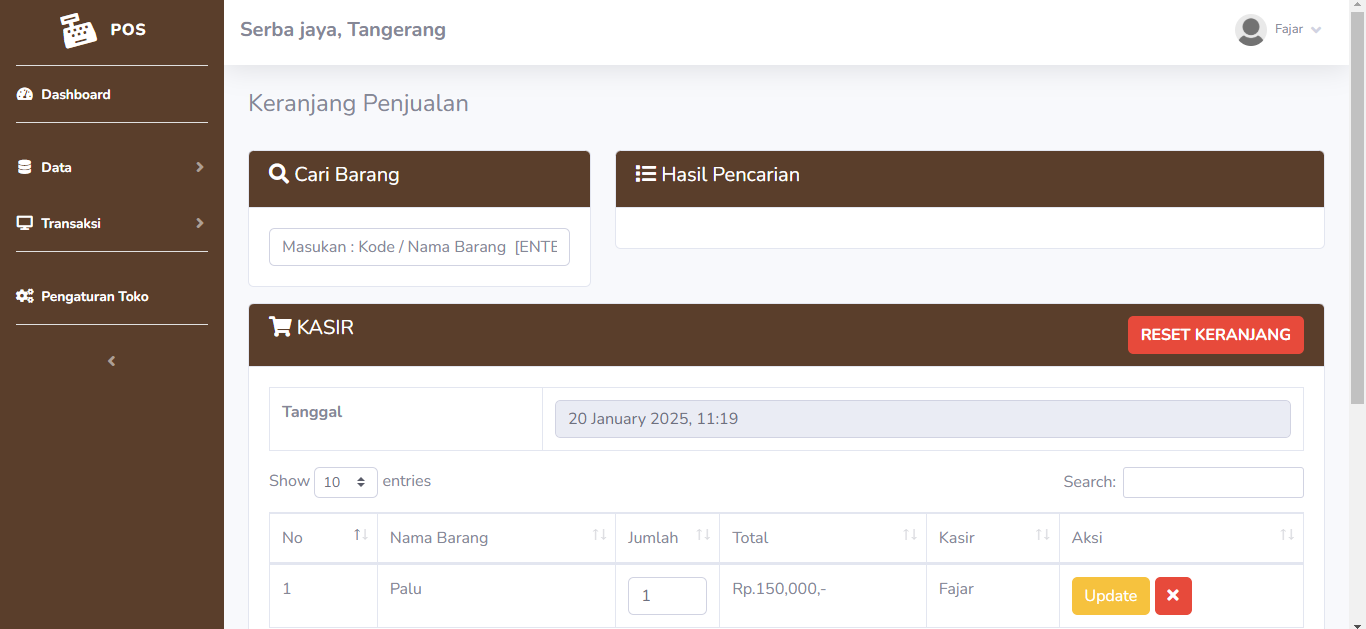 POS
Dashboard
Data
Transaksi
Pengaturan Toko
Serba jaya, Tangerang
Fajar
Keranjang Penjualan
Cari Barang
Masukan : Kode / Nama Barang [ENTE
Hasil Pencarian
KASIR
RESET KERANJANG
Tanggal
20 January 2025, 11:19
Show 10 entries
Search:
No Nama Barang Jumlah Total Kasir Aksi
1 Palu 1 Rp.150,000,- Fajar Update